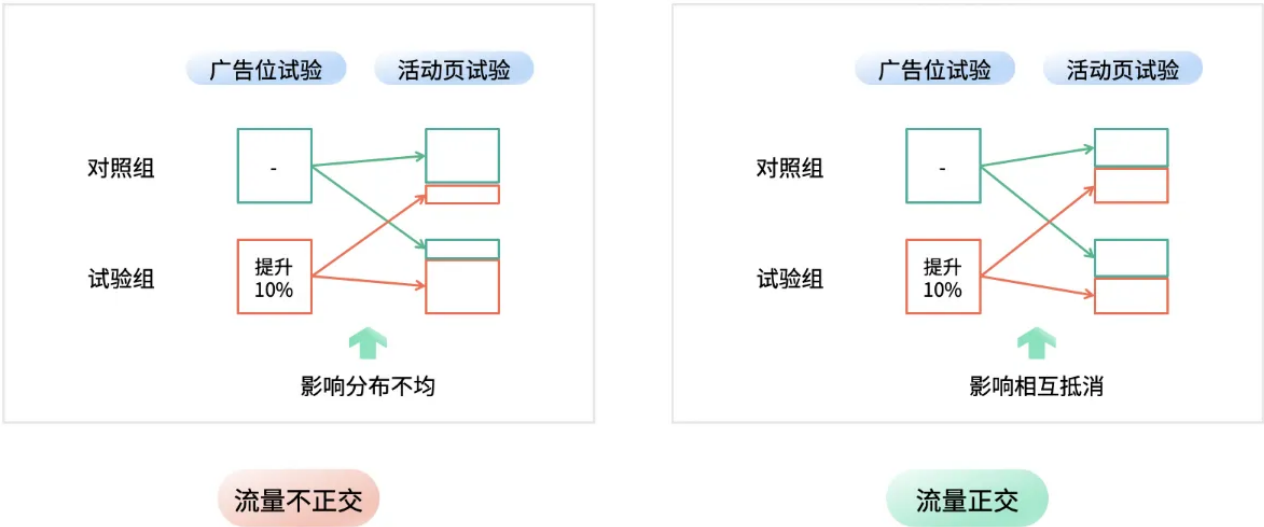 广告位试验
活动页试验
对照组
-
试验组
提升
10%
影响分布不均
流量不正交
广告位试验
活动页试验
对照组
-
试验组
提升
10%
影响相互抵消
流量正交